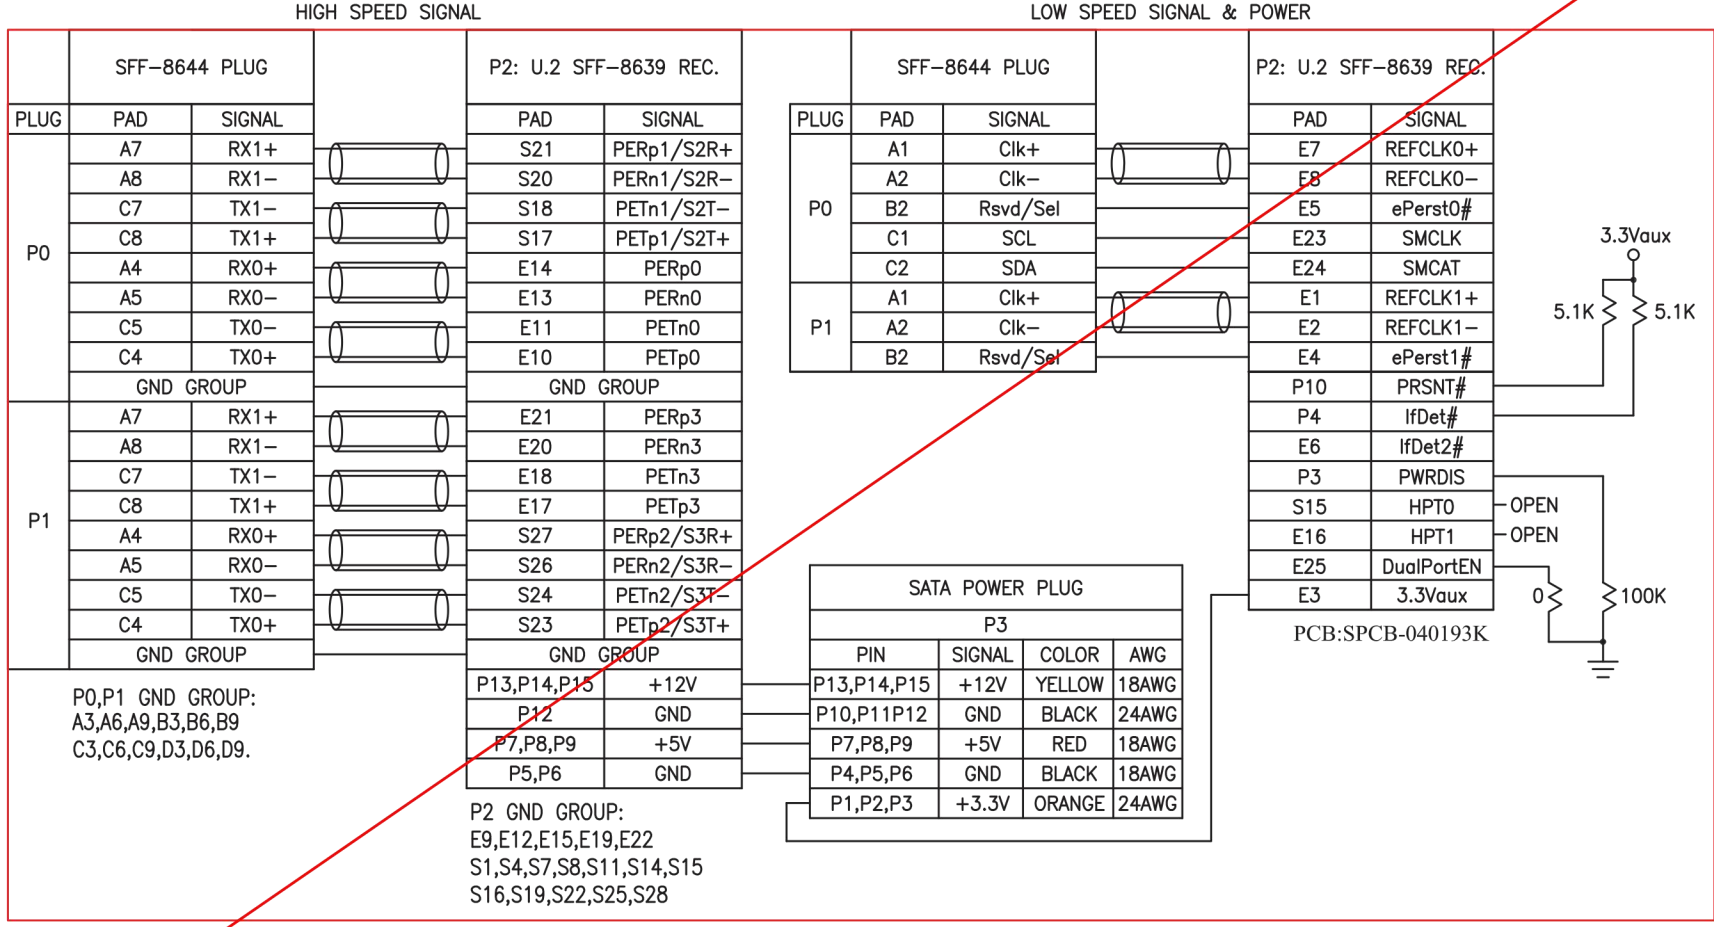 HIGH SPEED SIGNAL
SFF-8644 PLUG P2: U.2 SFF-8639 REC.
PLUG PAD SIGNAL PAD SIGNAL
A7 RX1+ S21 PERp1/S2R+
A8 RX1- S20 PERn1/S2R-
C7 TX1- S18 PETn1/S2T-
C8 TX1+ S17 PETp1/S2T+
P0
A4 RX0+ E14 PERp0
A5 RX0- E13 PERn0
C5 TX0- E11 PETn0
C4 TX0+ E10 PETp0
GND GROUP GND GROUP
A7 RX1+ E21 PERp3
A8 RX1- E20 PERn3
C7 TX1- E18 PETn3
C8 TX1+ E17 PETp3
P1
A4 RX0+ S27 PERp2/S3R+
A5 RX0- S26 PERn2/S3R-
C5 TX0- S24 PETn2/S3T-
C4 TX0+ S23 PETp2/S3T+
GND GROUP GND GROUP
P13,P14,P15 +12V
P12 GND
P7,P8,P9 +5V
P5,P6 GND
P0,P1 GND GROUP:
A3,A6,A9,B3,B6,B9
C3,C6,C9,D3,D6,D9.
P2 GND GROUP:
E9,E12,E15,E19,E22
S1,S4,S7,S8,S11,S14,S15
S16,S19,S22,S25,S28
LOW SPEED SIGNAL & POWER
SFF-8644 PLUG P2: U.2 SFF-8639 REC.
PLUG PAD SIGNAL PAD SIGNAL
A1 Clk+ E7 REFCLK0+
A2 Clk- E8 REFCLK0-
P0 B2 Rsvd/Sel E5 ePerst0#
C1 SCL E23 SMCLK
C2 SDA E24 SMCAT
A1 Clk+ E1 REFCLK1+
P1 A2 Clk- E2 REFCLK1-
B2 Rsvd/Sel E4 ePerst1#
P10 PRSNT#
P4 IfDet#
E6 IfDet2#
P3 PWRDIS
S15 HPT0 OPEN
E16 HPT1 OPEN
E25 DualPortEN
E3 3.3Vaux
3.3Vaux
5.1K 5.1K
0 100K
PCB:SPCB-040193K
SATA POWER PLUG
P3
PIN SIGNAL COLOR AWG
P13,P14,P15 +12V YELLOW 18AWG
P10,P11P12 GND BLACK 24AWG
P7,P8,P9 +5V RED 18AWG
P4,P5,P6 GND BLACK 18AWG
P1,P2,P3 +3.3V ORANGE 24AWG